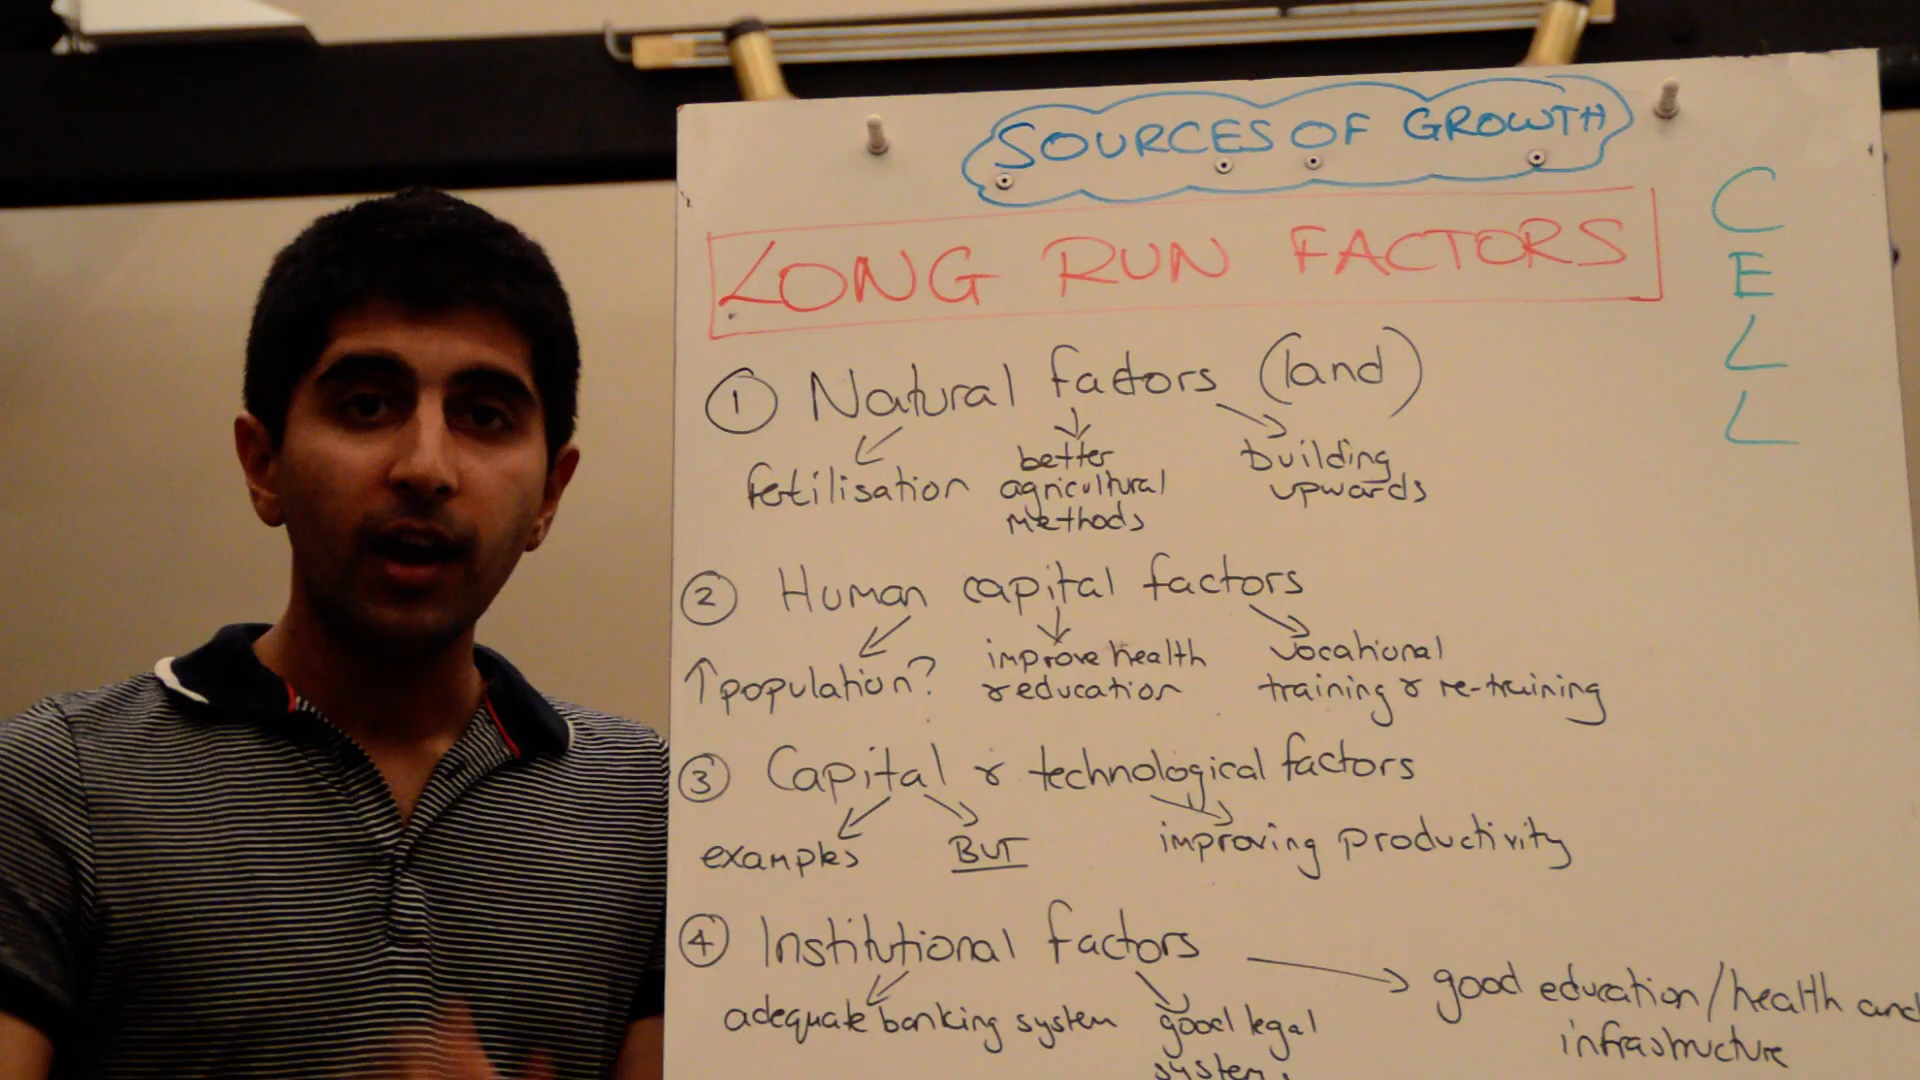 SOURCES OF GROWTH
C
E
L
L
LONG RUN FACTORS
1 Natural factors (land)
fertilisation
better
agricultural
methods
building
upwards
2 Human capital factors
↑ population?
improve health
& education
vocational
training & re-training
3 Capital & technological factors
examples
BUT
improving productivity
4 Institutional factors
adequate banking system
good legal
system
good education/health and
infrastructure